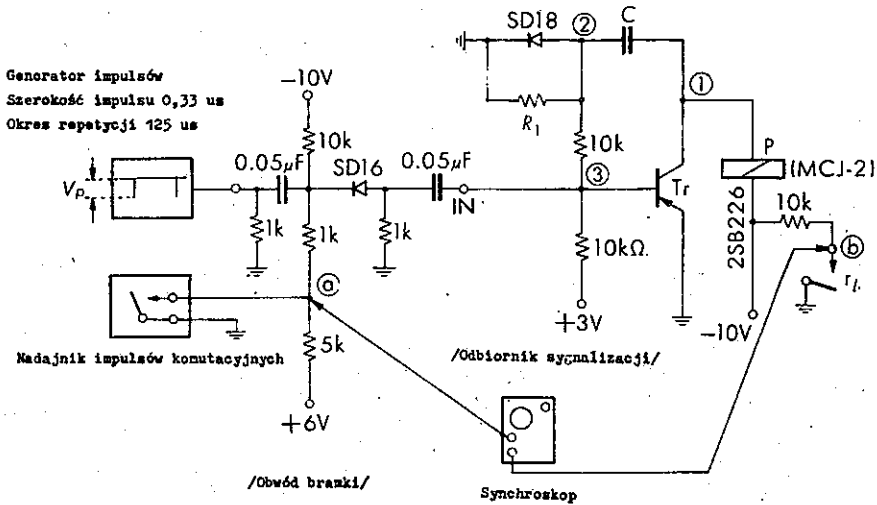 Genorator impulsów
Szerokość impulsu 0,33 us
Okres repetycji 125 us
Vp
−10V
10k
0.05μF
SD16
0.05μF
1k
1k
1k
IN
ⓐ
Nadajnik impulsów komutacyjnych
5k
+6V
/Obwód bramki/
SD18
②
C
①
R1
10k
③
Tr
P
(MCJ-2)
2SB226
10k
ⓑ
rl
10kΩ
+3V
−10V
/Odbiornik sygnalizacji/
Synchroskop